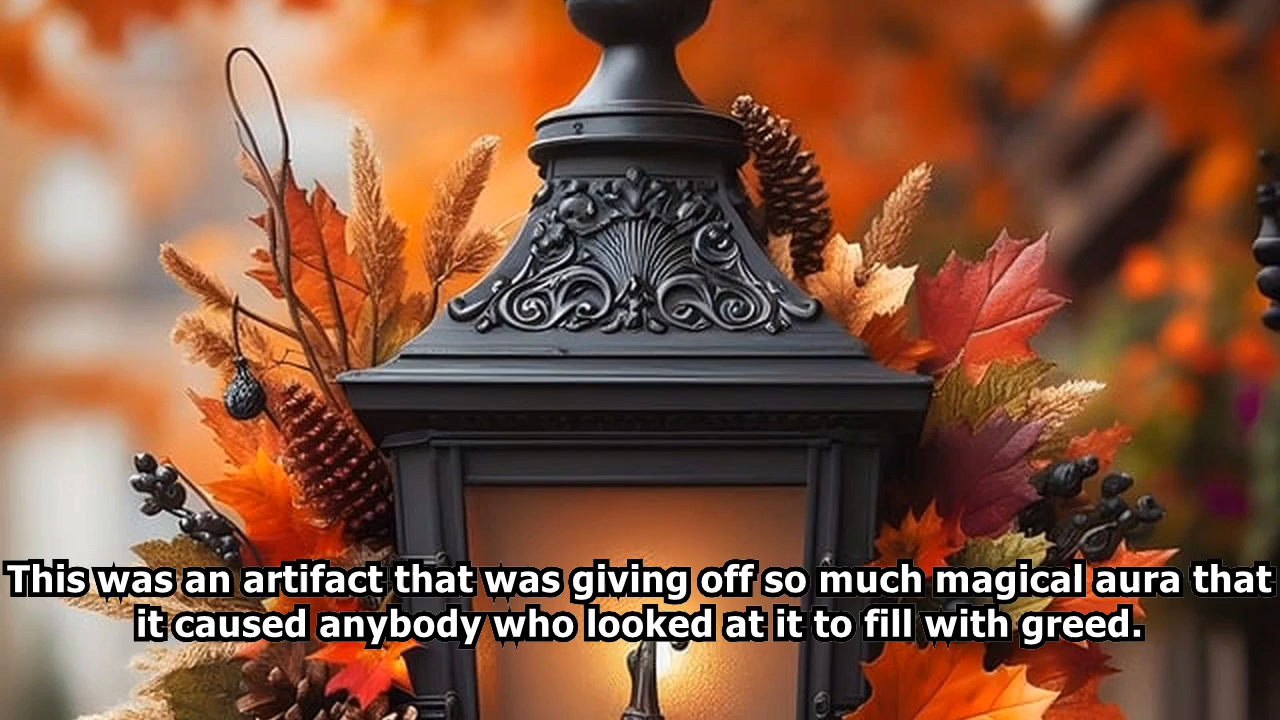 This was an artifact that was giving off so much magical aura that
it caused anybody who looked at it to fill with greed.